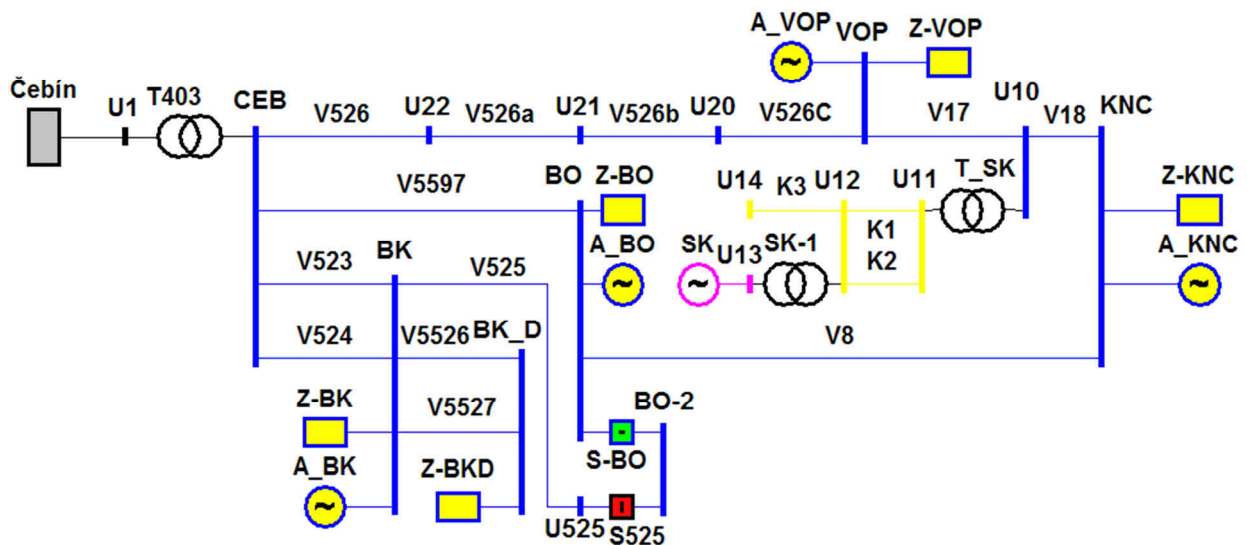 A_VOP
VOP
Z-VOP
Čebín
U1
T403
CEB
V526
U22
V526a
U21
V526b
U20
V526C
V17
U10
V18
KNC
V5597
BO
Z-BO
U14
K3
U12
U11
T_SK
Z-KNC
K1
K2
A_BO
SK
U13
SK-1
A_KNC
V523
BK
V525
V524
V5526
BK_D
V8
Z-BK
V5527
BO-2
S-BO
A_BK
Z-BKD
U525
S525